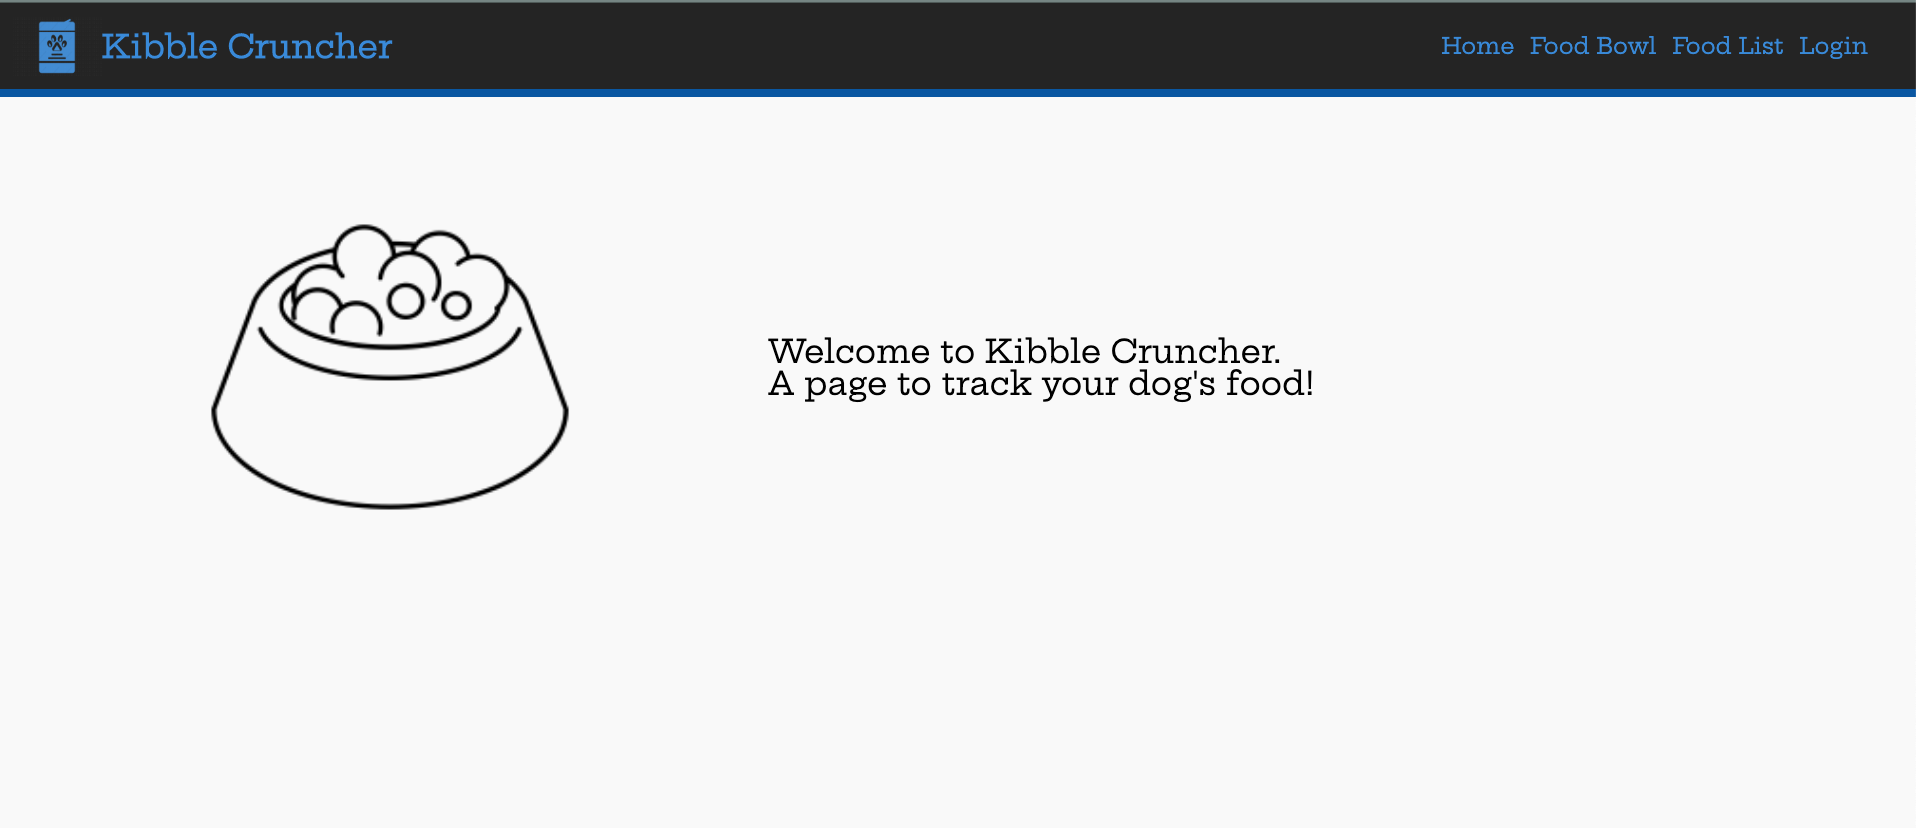 Kibble Cruncher
Home Food Bowl Food List Login
Welcome to Kibble Cruncher.
A page to track your dog's food!